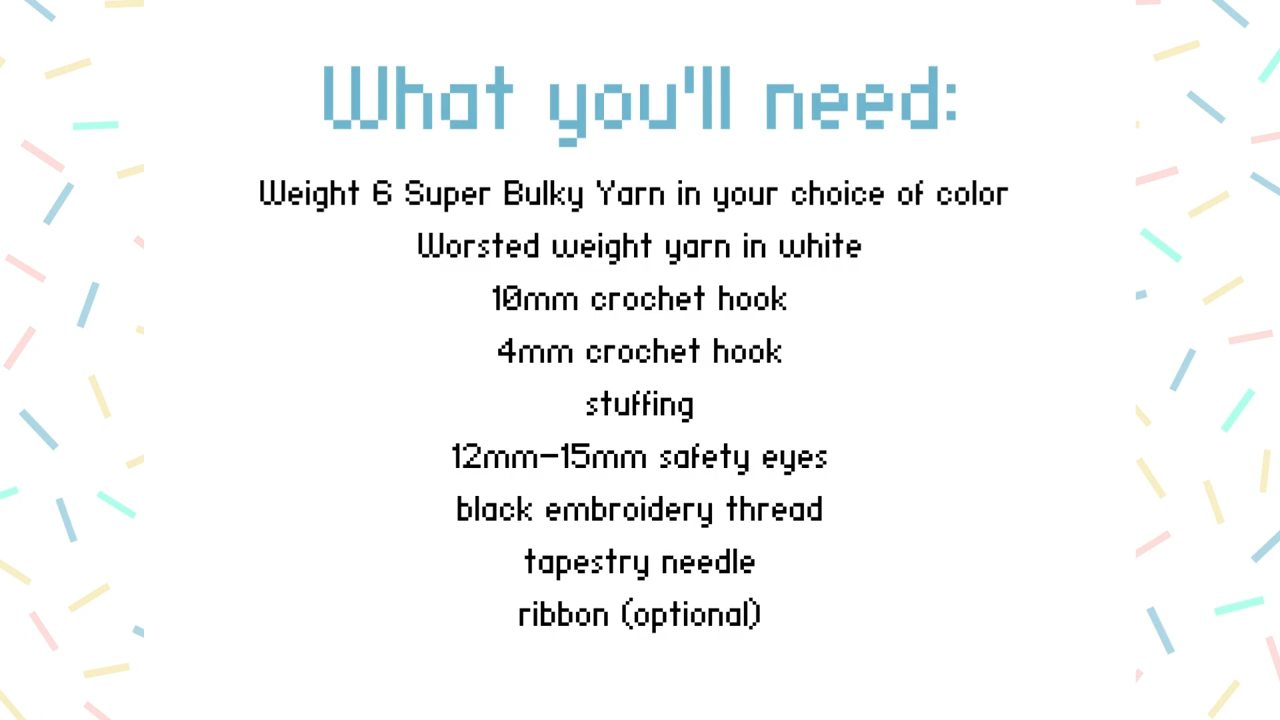 What you'll need:
Weight 6 Super Bulky Yarn in your choice of color
Worsted weight yarn in white
10mm crochet hook
4mm crochet hook
stuffing
12mm-15mm safety eyes
black embroidery thread
tapestry needle
ribbon (optional)